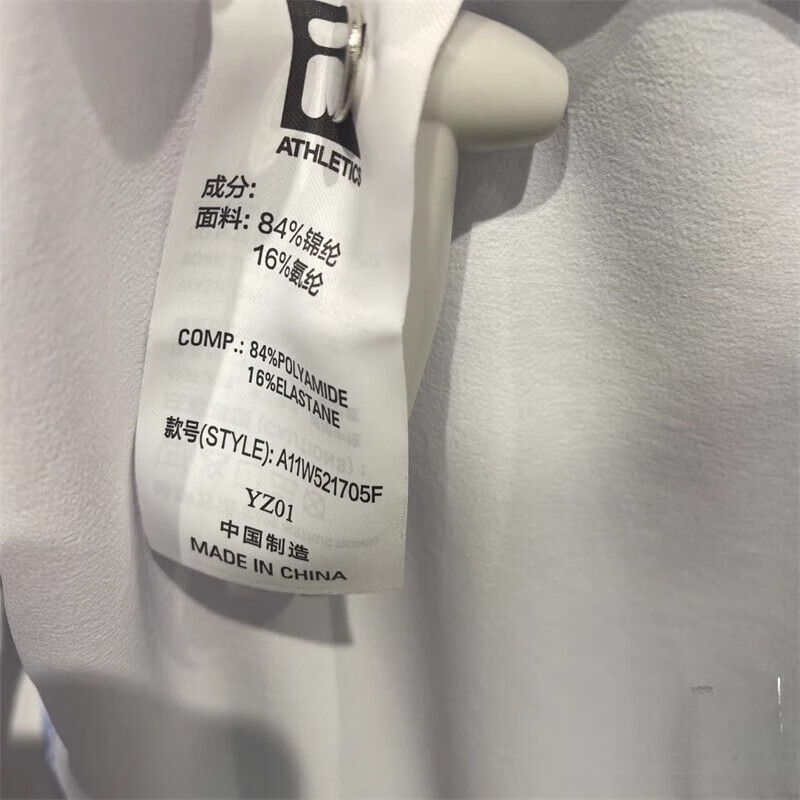 ATHLETICS
成分:
面料: 84%锦纶
16%氨纶
COMP.: 84%POLYAMIDE
16%ELASTANE
款号(STYLE): A11W521705F
YZ01
中国制造
MADE IN CHINA